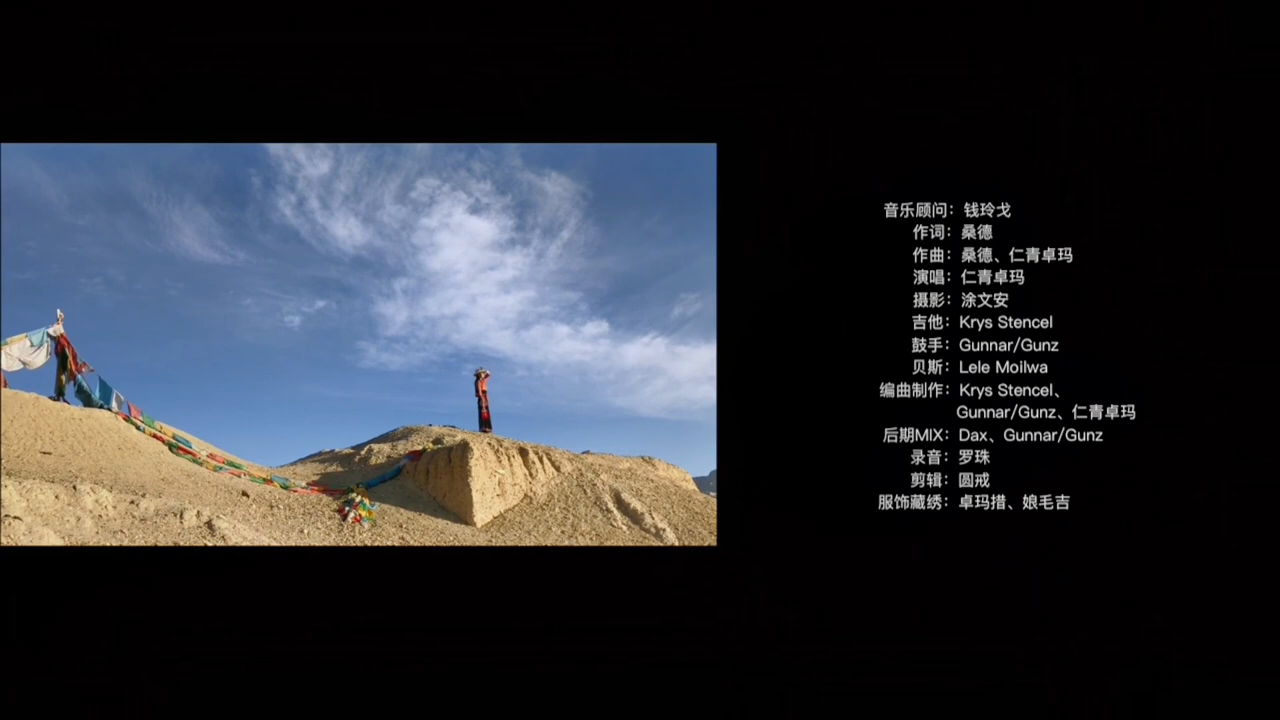 音乐顾问：钱玲戈
作词：桑德
作曲：桑德、仁青卓玛
演唱：仁青卓玛
摄影：涂文安
吉他：Krys Stencel
鼓手：Gunnar/Gunz
贝斯：Lele Moilwa
编曲制作：Krys Stencel、
Gunnar/Gunz、仁青卓玛
后期MIX：Dax、Gunnar/Gunz
录音：罗珠
剪辑：圆戒
服饰藏绣：卓玛措、娘毛吉